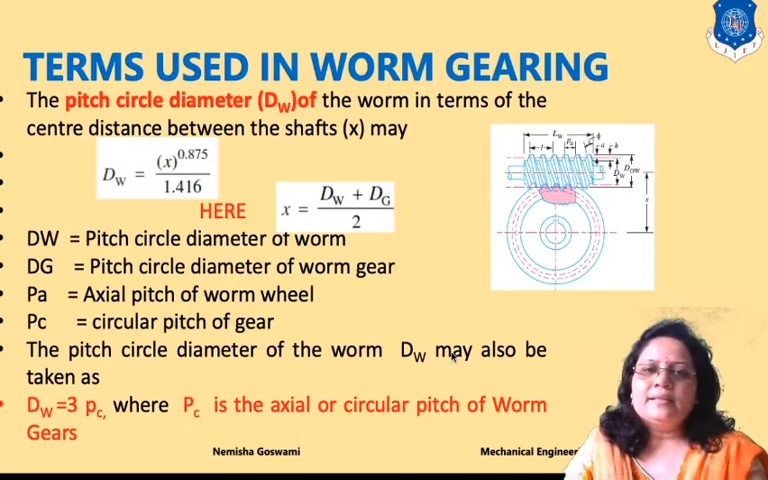 TERMS USED IN WORM GEARING
• The pitch circle diameter (DW)of the worm in terms of the
centre distance between the shafts (x) may
•
• DW = (x)^0.875 / 1.416
• HERE x = (DW + DG) / 2
• DW = Pitch circle diameter of worm
• DG = Pitch circle diameter of worm gear
• Pa = Axial pitch of worm wheel
• Pc = circular pitch of gear
• The pitch circle diameter of the worm DW may also be
taken as
• DW =3 pc, where Pc is the axial or circular pitch of Worm
Gears
LW
l
Pa
ϕ
a
h
DW
DOW
x
Nemisha Goswami
Mechanical Engineer